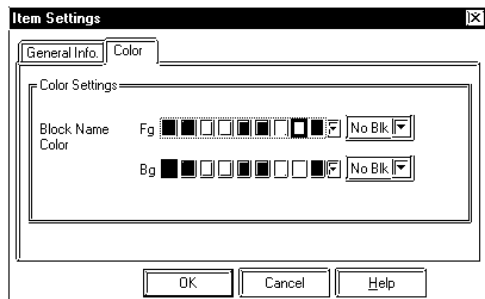 Item Settings
General Info. Color
Color Settings
Block Name Color
Fg No Blk
Bg No Blk
OK Cancel Help